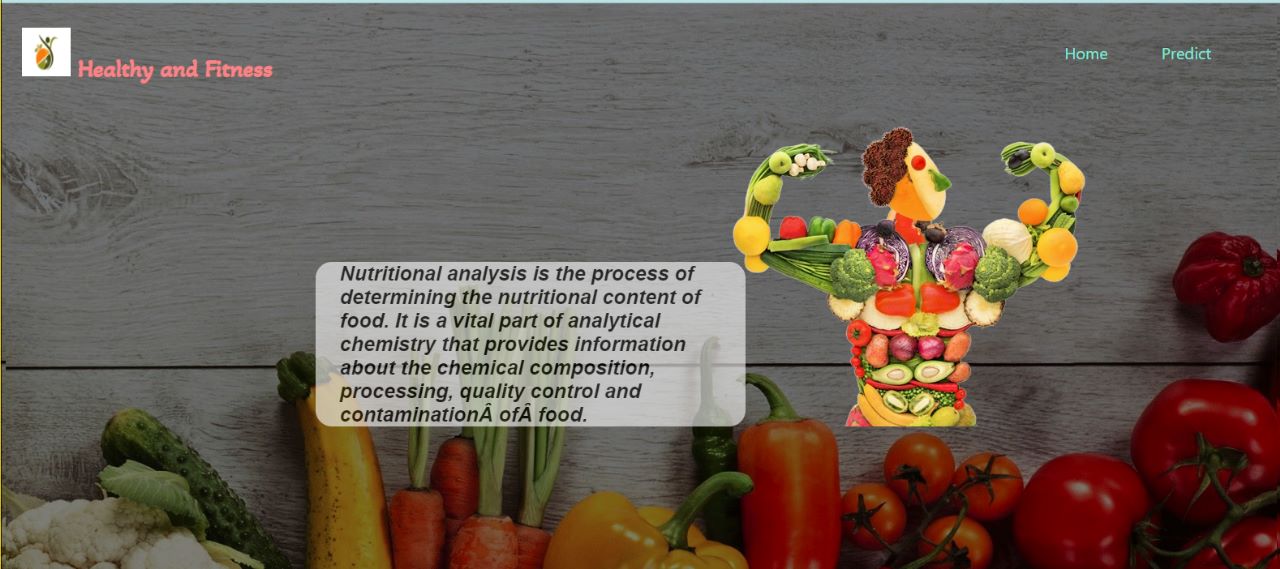 Healthy and Fitness
Home
Predict
Nutritional analysis is the process of
determining the nutritional content of
food. It is a vital part of analytical
chemistry that provides information
about the chemical composition,
processing, quality control and
contaminationÂ ofÂ food.